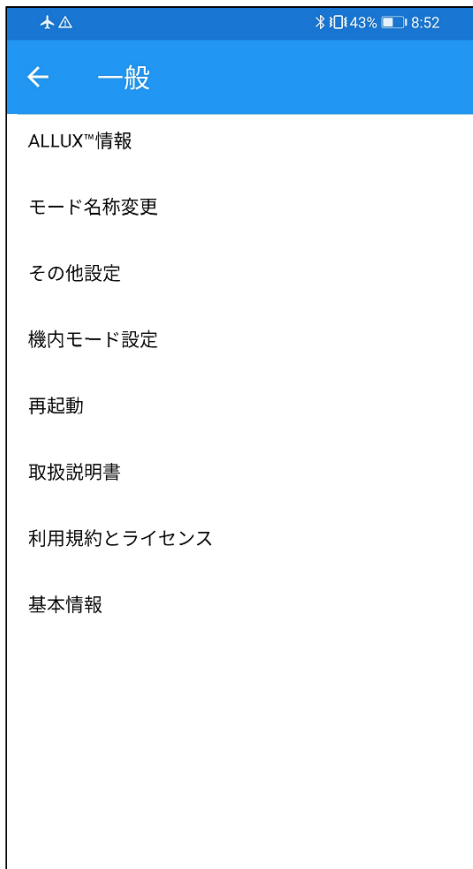 43% 8:52
一般
ALLUX™情報
モード名称変更
その他設定
機内モード設定
再起動
取扱説明書
利用規約とライセンス
基本情報